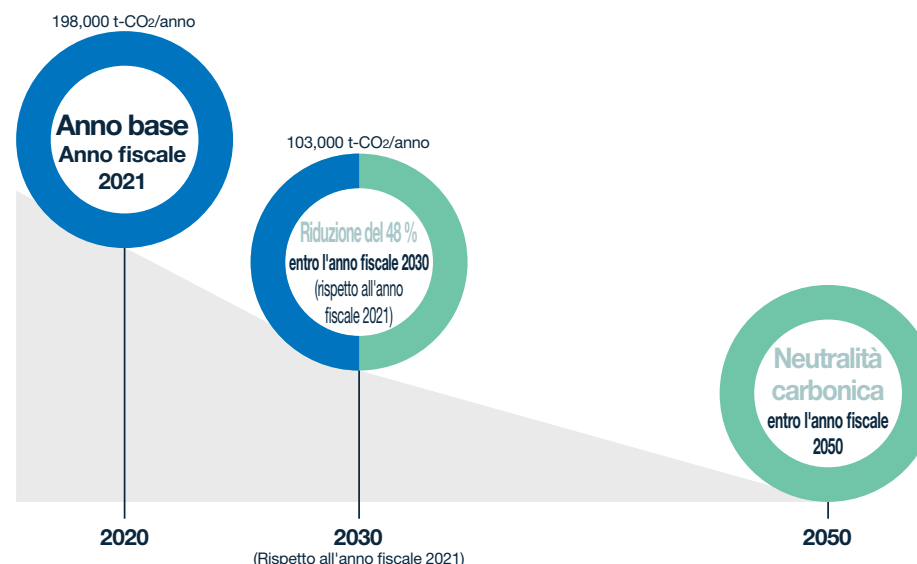 198,000 t-CO2/anno
Anno base
Anno fiscale
2021
103,000 t-CO2/anno
Riduzione del 48 %
entro l'anno fiscale 2030
(rispetto all'anno
fiscale 2021)
Neutralità
carbonica
entro l'anno fiscale
2050
2020
2030
2050
(Rispetto all'anno fiscale 2021)